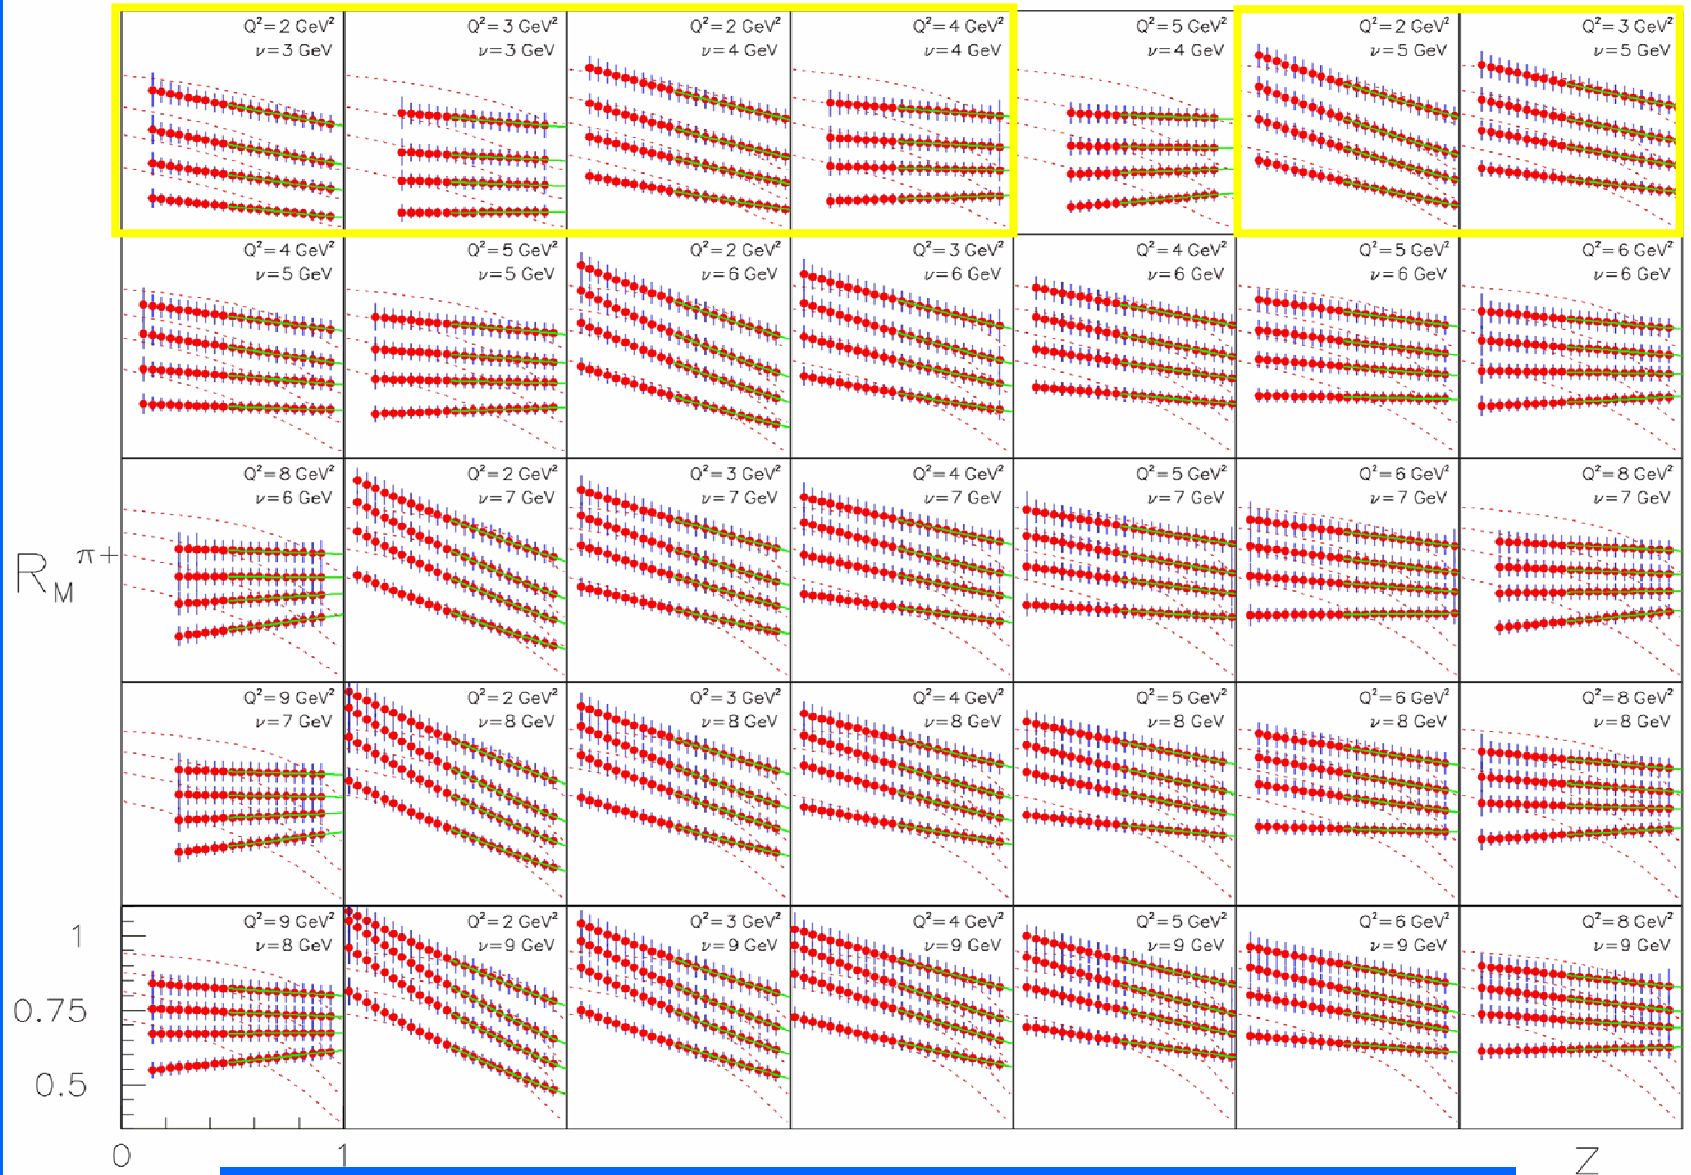 Q²=2 GeV² Q²=3 GeV² Q²=2 GeV² Q²=4 GeV² Q²=5 GeV² Q²=2 GeV² Q²=3 GeV²
ν=3 GeV ν=3 GeV ν=4 GeV ν=4 GeV ν=4 GeV ν=5 GeV ν=5 GeV
Q²=4 GeV² Q²=5 GeV² Q²=2 GeV² Q²=3 GeV² Q²=4 GeV² Q²=5 GeV² Q²=6 GeV²
ν=5 GeV ν=5 GeV ν=6 GeV ν=6 GeV ν=6 GeV ν=6 GeV ν=6 GeV
Q²=8 GeV² Q²=2 GeV² Q²=3 GeV² Q²=4 GeV² Q²=5 GeV² Q²=6 GeV² Q²=8 GeV²
ν=6 GeV ν=7 GeV ν=7 GeV ν=7 GeV ν=7 GeV ν=7 GeV ν=7 GeV
R_M π+
Q²=9 GeV² Q²=2 GeV² Q²=3 GeV² Q²=4 GeV² Q²=5 GeV² Q²=6 GeV² Q²=8 GeV²
ν=7 GeV ν=8 GeV ν=8 GeV ν=8 GeV ν=8 GeV ν=8 GeV ν=8 GeV
Q²=9 GeV² Q²=2 GeV² Q²=3 GeV² Q²=4 GeV² Q²=5 GeV² Q²=6 GeV² Q²=8 GeV²
1 ν=8 GeV ν=9 GeV ν=9 GeV ν=9 GeV ν=9 GeV ν=9 GeV ν=9 GeV
0.75
0.5
0 1 Z